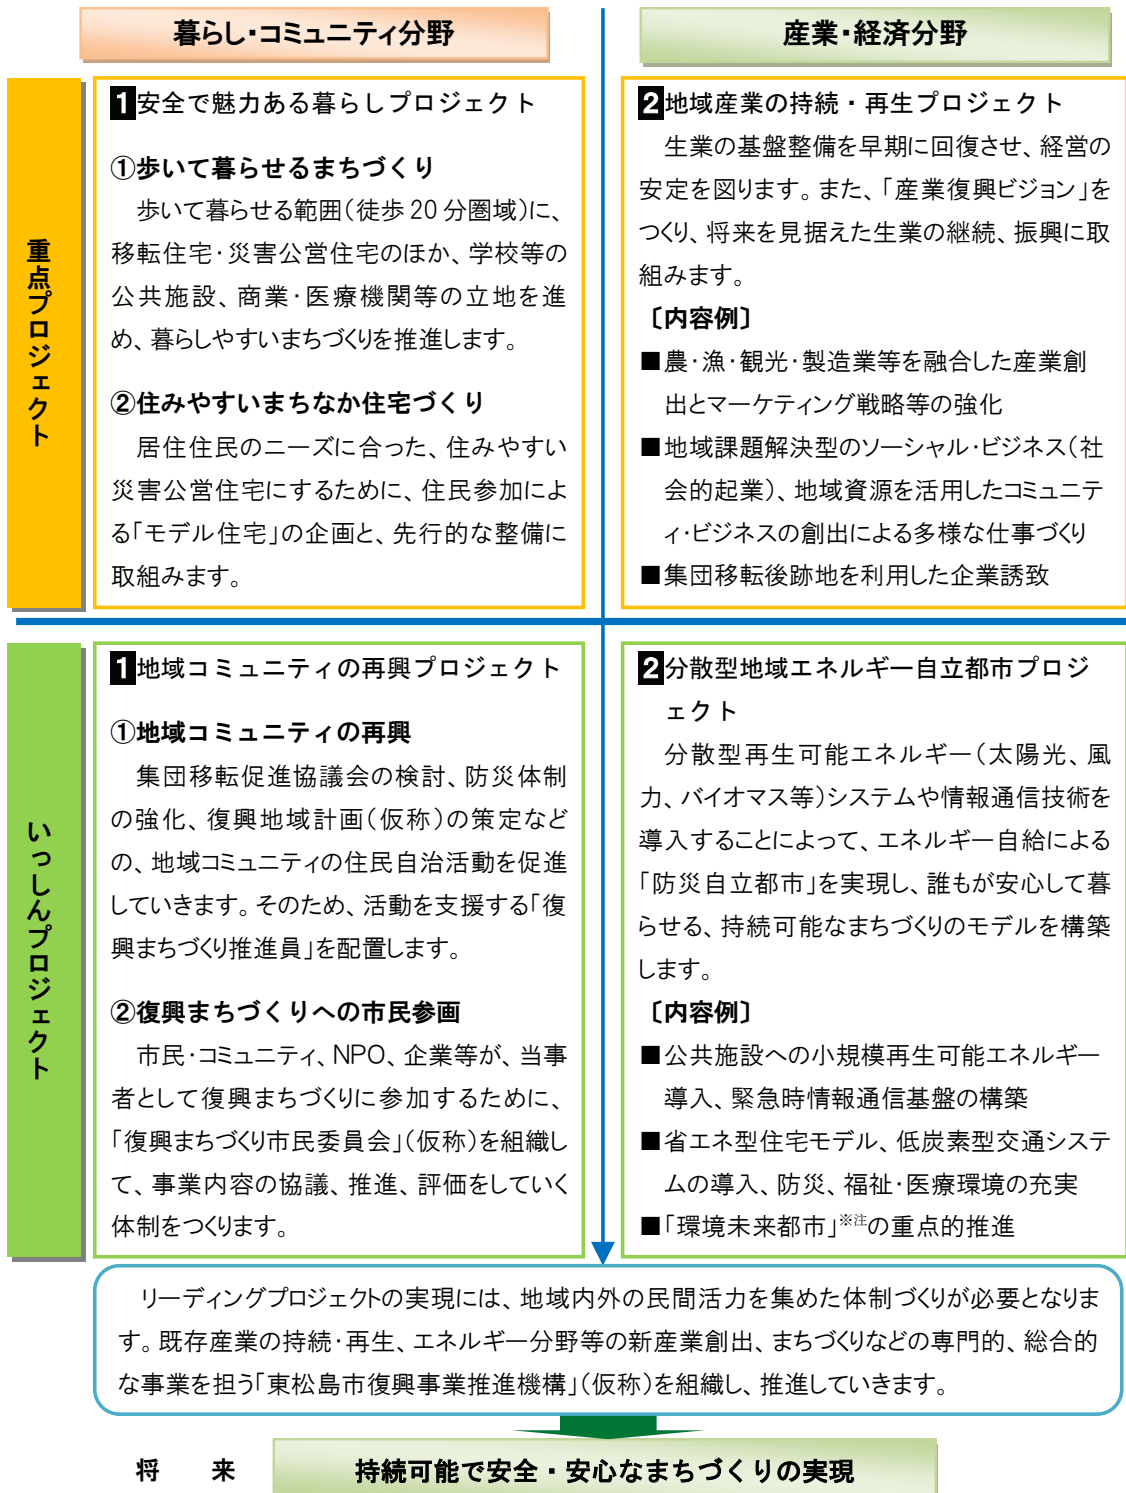 暮らし・コミュニティ分野
産業・経済分野
重点プロジェクト
1安全で魅力ある暮らしプロジェクト
①歩いて暮らせるまちづくり
歩いて暮らせる範囲(徒歩20分圏域)に、
移転住宅・災害公営住宅のほか、学校等の
公共施設、商業・医療機関等の立地を進
め、暮らしやすいまちづくりを推進します。
②住みやすいまちなか住宅づくり
居住住民のニーズに合った、住みやすい
災害公営住宅にするために、住民参加によ
る「モデル住宅」の企画と、先行的な整備に
取組みます。
2地域産業の持続・再生プロジェクト
生業の基盤整備を早期に回復させ、経営の
安定を図ります。また、「産業復興ビジョン」を
つくり、将来を見据えた生業の継続、振興に取
組みます。
〔内容例〕
■農・漁・観光・製造業等を融合した産業創
出とマーケティング戦略等の強化
■地域課題解決型のソーシャル・ビジネス(社
会的起業)、地域資源を活用したコミュニテ
ィ・ビジネスの創出による多様な仕事づくり
■集団移転後跡地を利用した企業誘致
いっしんプロジェクト
1地域コミュニティの再興プロジェクト
①地域コミュニティの再興
集団移転促進協議会の検討、防災体制
の強化、復興地域計画(仮称)の策定など
の、地域コミュニティの住民自治活動を促進
していきます。そのため、活動を支援する「復
興まちづくり推進員」を配置します。
②復興まちづくりへの市民参画
市民・コミュニティ、NPO、企業等が、当事
者として復興まちづくりに参加するために、
「復興まちづくり市民委員会」(仮称)を組織し
て、事業内容の協議、推進、評価をしていく
体制をつくります。
2分散型地域エネルギー自立都市プロジ
ェクト
分散型再生可能エネルギー(太陽光、風
力、バイオマス等)システムや情報通信技術を
導入することによって、エネルギー自給による
「防災自立都市」を実現し、誰もが安心して暮
らせる、持続可能なまちづくりのモデルを構築
します。
〔内容例〕
■公共施設への小規模再生可能エネルギー
導入、緊急時情報通信基盤の構築
■省エネ型住宅モデル、低炭素型交通システ
ムの導入、防災、福祉・医療環境の充実
■「環境未来都市」※注の重点的推進
リーディングプロジェクトの実現には、地域内外の民間活力を集めた体制づくりが必要となりま
す。既存産業の持続・再生、エネルギー分野等の新産業創出、まちづくりなどの専門的、総合的
な事業を担う「東松島市復興事業推進機構」(仮称)を組織し、推進していきます。
将　来
持続可能で安全・安心なまちづくりの実現